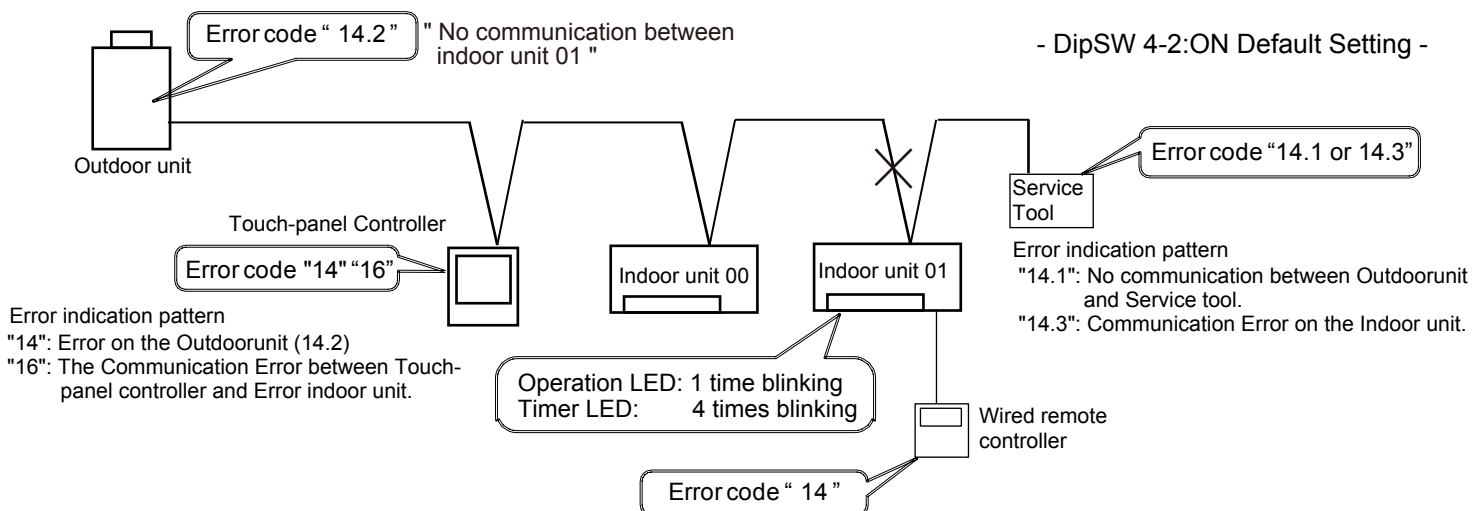 Error code “ 14.2 ”
" No communication between
indoor unit 01 "
- DipSW 4-2:ON Default Setting -
Outdoor unit
Error code “14.1 or 14.3”
Service
Tool
Touch-panel Controller
Error code "14" “16”
Indoor unit 00
Indoor unit 01
Error indication pattern
"14.1": No communication between Outdoorunit
and Service tool.
"14.3": Communication Error on the Indoor unit.
Error indication pattern
"14": Error on the Outdoorunit (14.2)
"16": The Communication Error between Touch-
panel controller and Error indoor unit.
Operation LED: 1 time blinking
Timer LED: 4 times blinking
Wired remote
controller
Error code “ 14 ”